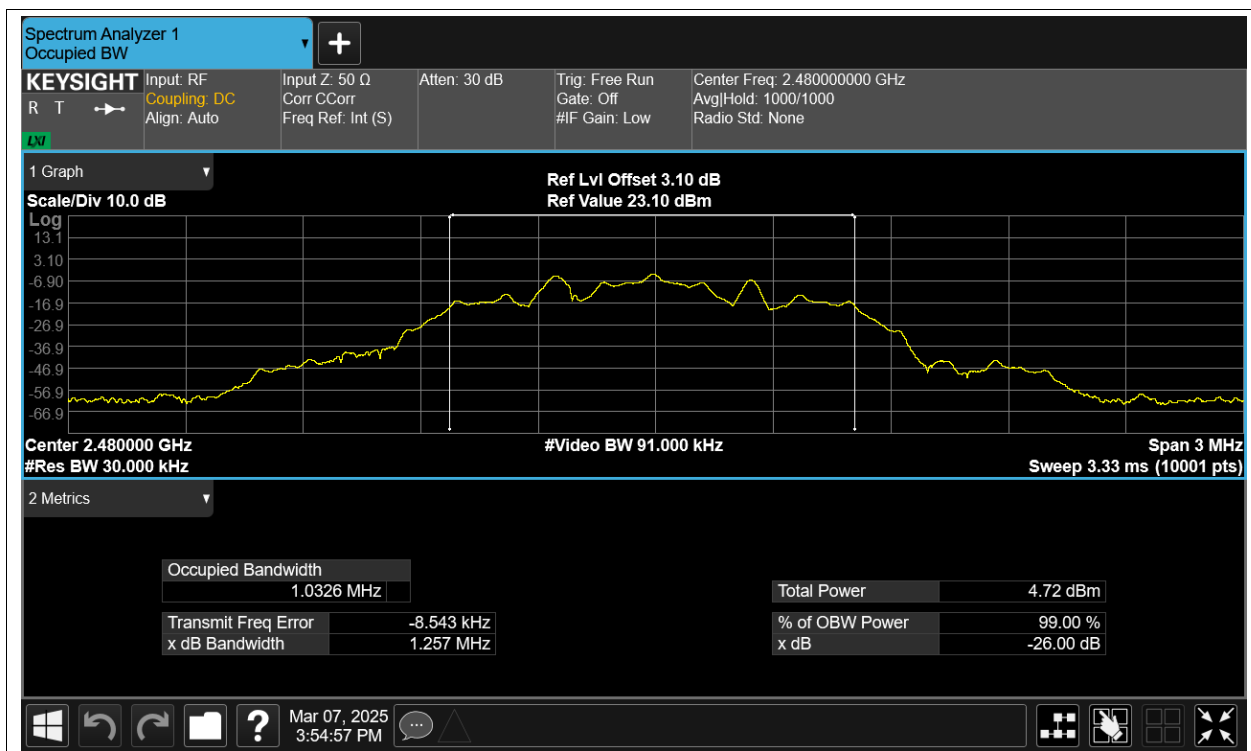 Spectrum Analyzer 1
Occupied BW
KEYSIGHT
R T
LXI
Input: RF
Coupling: DC
Align: Auto
Input Z: 50 Ω
Corr CCorr
Freq Ref: Int (S)
Atten: 30 dB
Trig: Free Run
Gate: Off
#IF Gain: Low
Center Freq: 2.480000000 GHz
Avg|Hold: 1000/1000
Radio Std: None
1 Graph
Scale/Div 10.0 dB
Ref Lvl Offset 3.10 dB
Ref Value 23.10 dBm
Log
13.1
3.10
-6.90
-16.9
-26.9
-36.9
-46.9
-56.9
-66.9
Center 2.480000 GHz
#Video BW 91.000 kHz
Span 3 MHz
#Res BW 30.000 kHz
Sweep 3.33 ms (10001 pts)
2 Metrics
Occupied Bandwidth
1.0326 MHz
Total Power 4.72 dBm
Transmit Freq Error -8.543 kHz
% of OBW Power 99.00 %
x dB Bandwidth 1.257 MHz
x dB -26.00 dB
?
Mar 07, 2025
3:54:57 PM